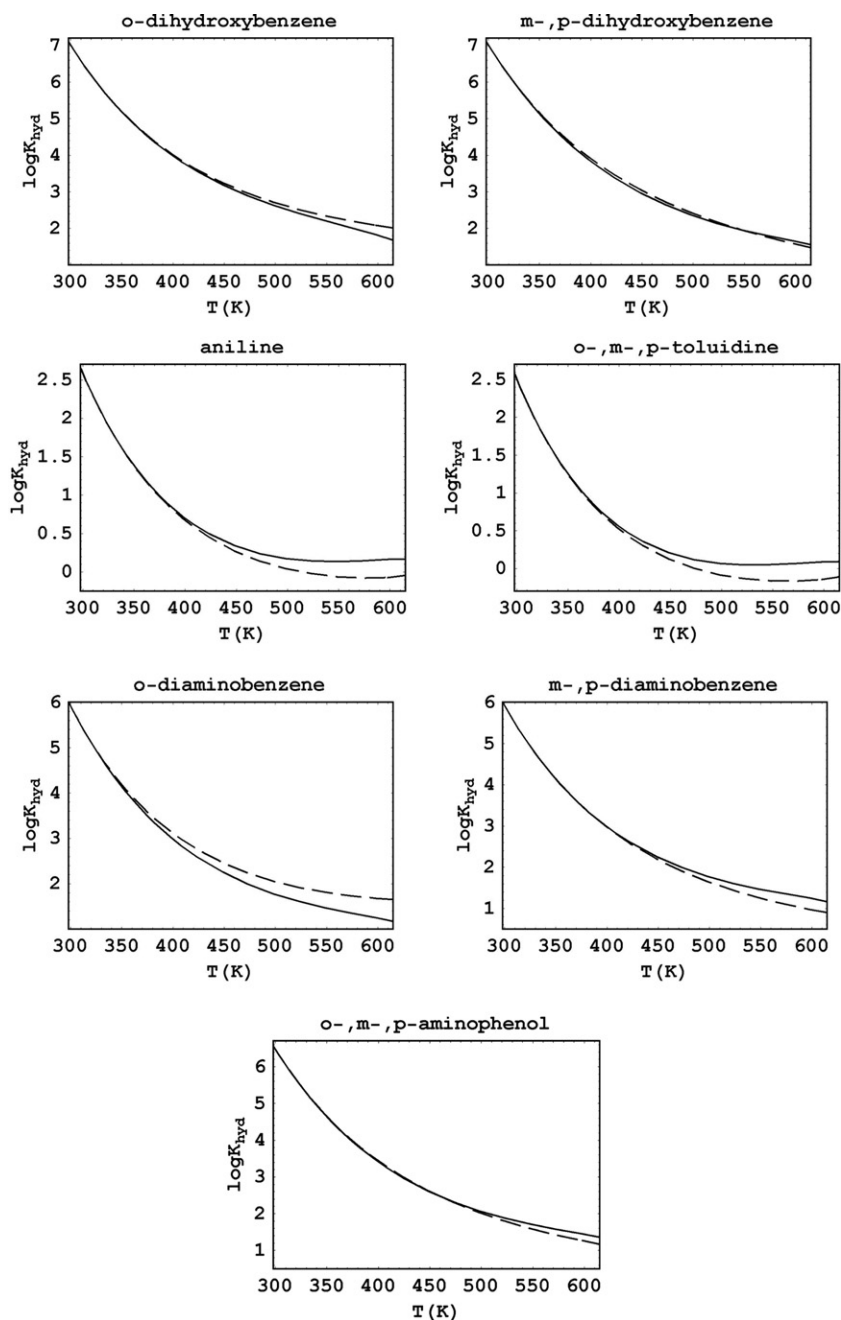 o-dihydroxybenzene
7
6
5
4
3
2
logKhyd
300 350 400 450 500 550 600
T(K)
m-,p-dihydroxybenzene
7
6
5
4
3
2
logKhyd
300 350 400 450 500 550 600
T(K)
aniline
2.5
2
1.5
1
0.5
0
logKhyd
300 350 400 450 500 550 600
T(K)
o-,m-,p-toluidine
2.5
2
1.5
1
0.5
0
logKhyd
300 350 400 450 500 550 600
T(K)
o-diaminobenzene
6
5
4
3
2
logKhyd
300 350 400 450 500 550 600
T(K)
m-,p-diaminobenzene
6
5
4
3
2
1
logKhyd
300 350 400 450 500 550 600
T(K)
o-,m-,p-aminophenol
6
5
4
3
2
1
logKhyd
300 350 400 450 500 550 600
T(K)